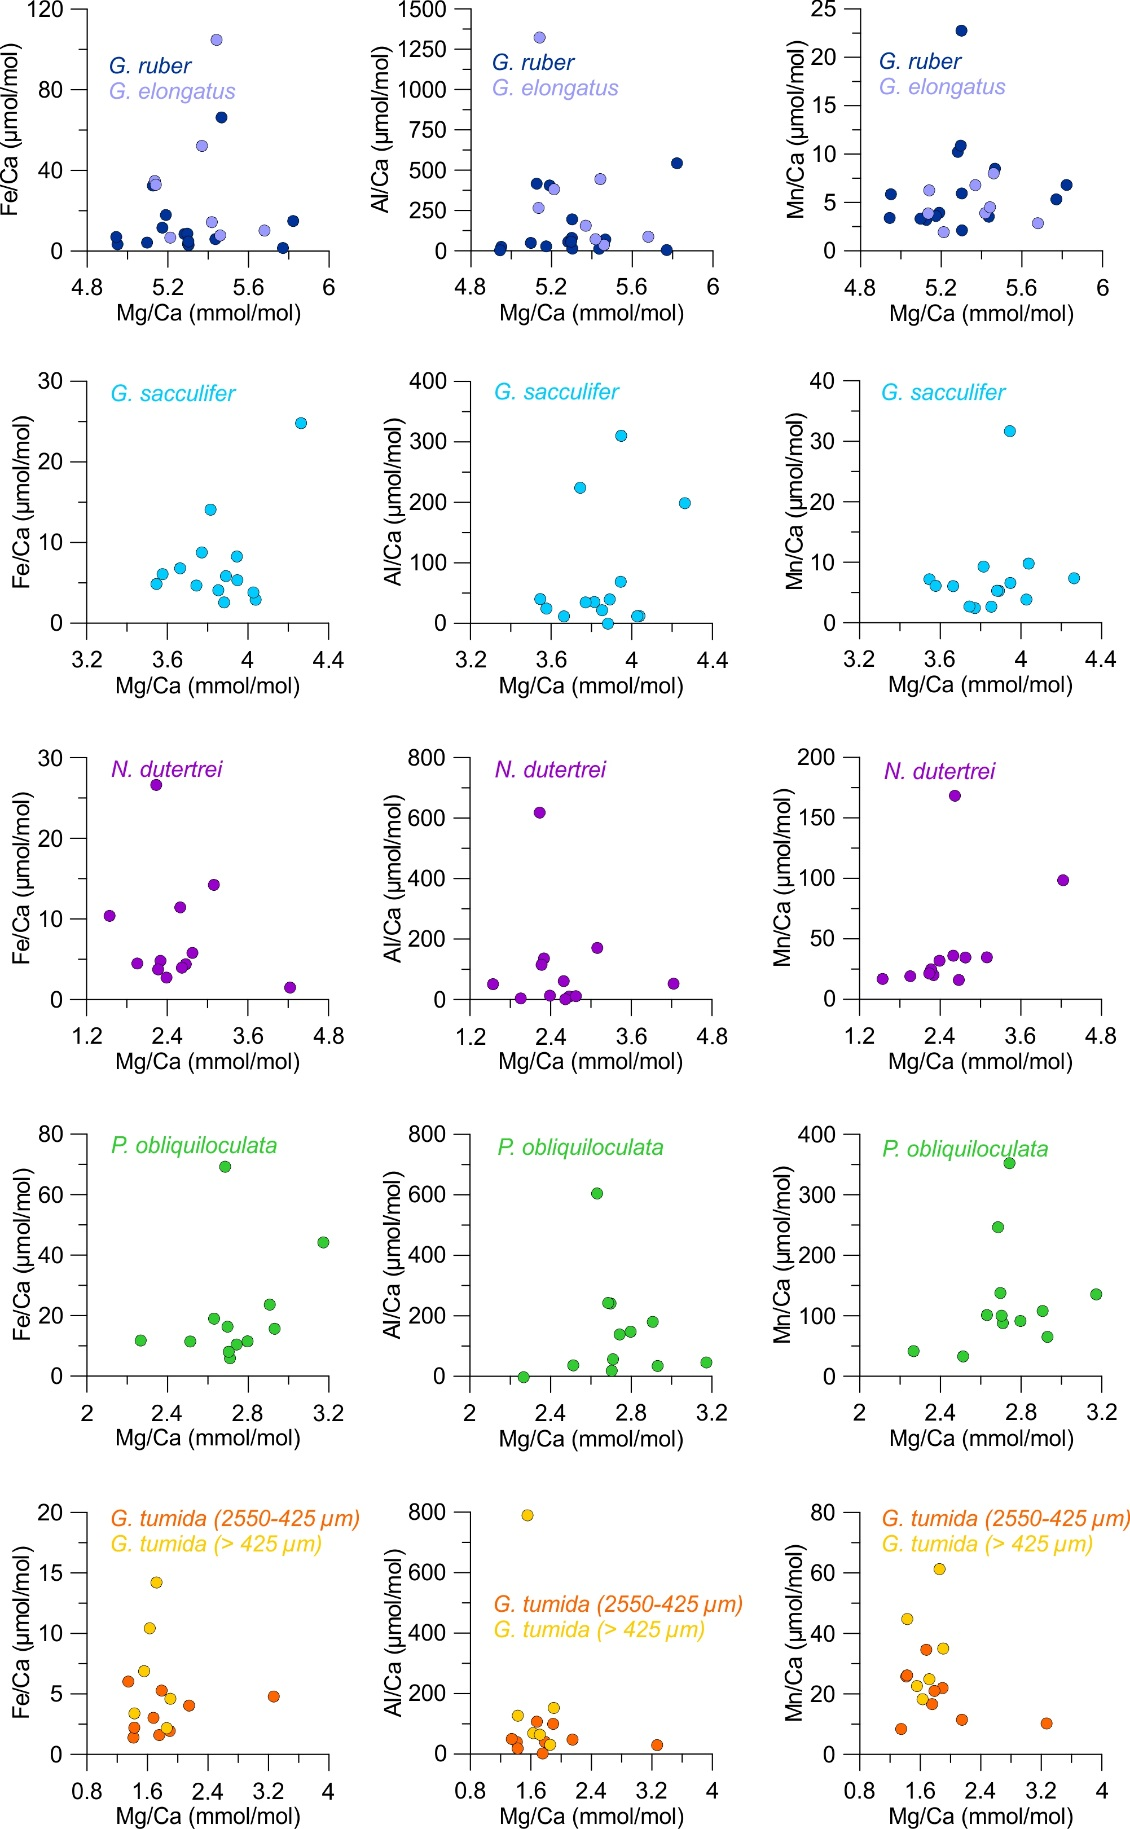 120
80
40
0
Fe/Ca (µmol/mol)
G. ruber
G. elongatus
4.8 5.2 5.6 6
Mg/Ca (mmol/mol)
1500
1250
1000
750
500
250
0
Al/Ca (µmol/mol)
G. ruber
G. elongatus
4.8 5.2 5.6 6
Mg/Ca (mmol/mol)
25
20
15
10
5
0
Mn/Ca (µmol/mol)
G. ruber
G. elongatus
4.8 5.2 5.6 6
Mg/Ca (mmol/mol)
30
20
10
0
Fe/Ca (µmol/mol)
G. sacculifer
3.2 3.6 4 4.4
Mg/Ca (mmol/mol)
400
300
200
100
0
Al/Ca (µmol/mol)
G. sacculifer
3.2 3.6 4 4.4
Mg/Ca (mmol/mol)
40
30
20
10
0
Mn/Ca (µmol/mol)
G. sacculifer
3.2 3.6 4 4.4
Mg/Ca (mmol/mol)
30
20
10
0
Fe/Ca (µmol/mol)
N. dutertrei
1.2 2.4 3.6 4.8
Mg/Ca (mmol/mol)
800
600
400
200
0
Al/Ca (µmol/mol)
N. dutertrei
1.2 2.4 3.6 4.8
Mg/Ca (mmol/mol)
200
150
100
50
0
Mn/Ca (µmol/mol)
N. dutertrei
1.2 2.4 3.6 4.8
Mg/Ca (mmol/mol)
80
60
40
20
0
Fe/Ca (µmol/mol)
P. obliquiloculata
2 2.4 2.8 3.2
Mg/Ca (mmol/mol)
800
600
400
200
0
Al/Ca (µmol/mol)
P. obliquiloculata
2 2.4 2.8 3.2
Mg/Ca (mmol/mol)
400
300
200
100
0
Mn/Ca (µmol/mol)
P. obliquiloculata
2 2.4 2.8 3.2
Mg/Ca (mmol/mol)
20
15
10
5
0
Fe/Ca (µmol/mol)
G. tumida (2550-425 µm)
G. tumida (> 425 µm)
0.8 1.6 2.4 3.2 4
Mg/Ca (mmol/mol)
800
600
400
200
0
Al/Ca (µmol/mol)
G. tumida (2550-425 µm)
G. tumida (> 425 µm)
0.8 1.6 2.4 3.2 4
Mg/Ca (mmol/mol)
80
60
40
20
0
Mn/Ca (µmol/mol)
G. tumida (2550-425 µm)
G. tumida (> 425 µm)
0.8 1.6 2.4 3.2 4
Mg/Ca (mmol/mol)